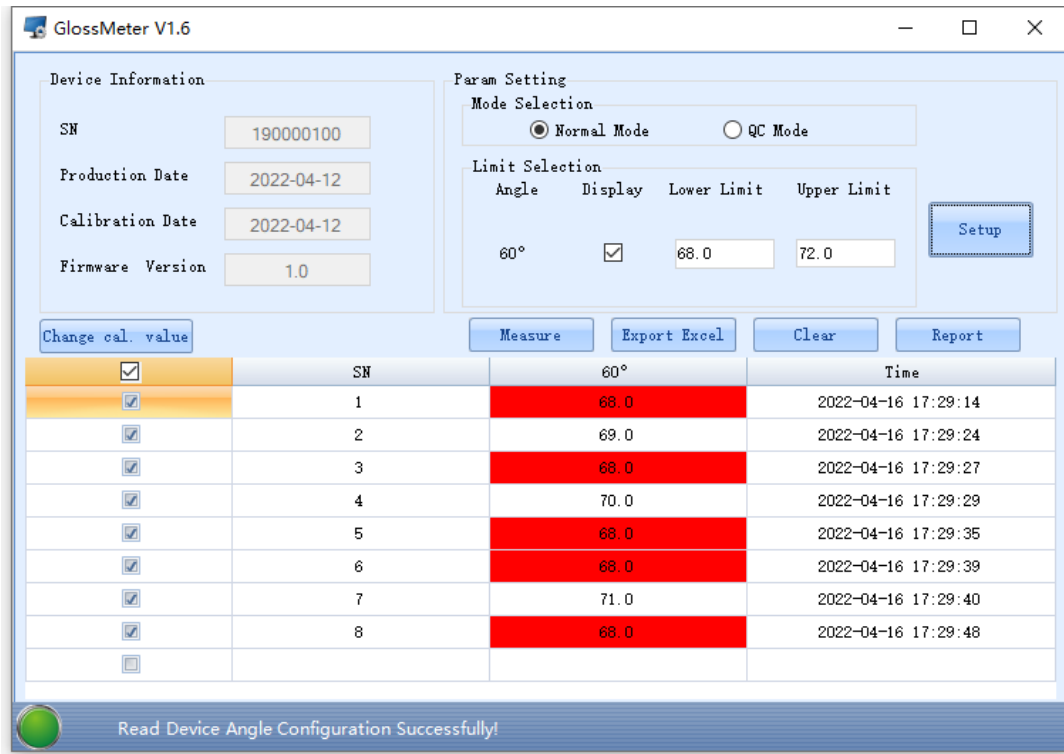 GlossMeter V1.6
Device Information
SN 190000100
Production Date 2022-04-12
Calibration Date 2022-04-12
Firmware Version 1.0
Param Setting
Mode Selection
Normal Mode QC Mode
Limit Selection
Angle Display Lower Limit Upper Limit
60° 68.0 72.0
Setup
Change cal. value Measure Export Excel Clear Report
SN 60° Time
1 68.0 2022-04-16 17:29:14
2 69.0 2022-04-16 17:29:24
3 68.0 2022-04-16 17:29:27
4 70.0 2022-04-16 17:29:29
5 68.0 2022-04-16 17:29:35
6 68.0 2022-04-16 17:29:39
7 71.0 2022-04-16 17:29:40
8 68.0 2022-04-16 17:29:48
Read Device Angle Configuration Successfully!